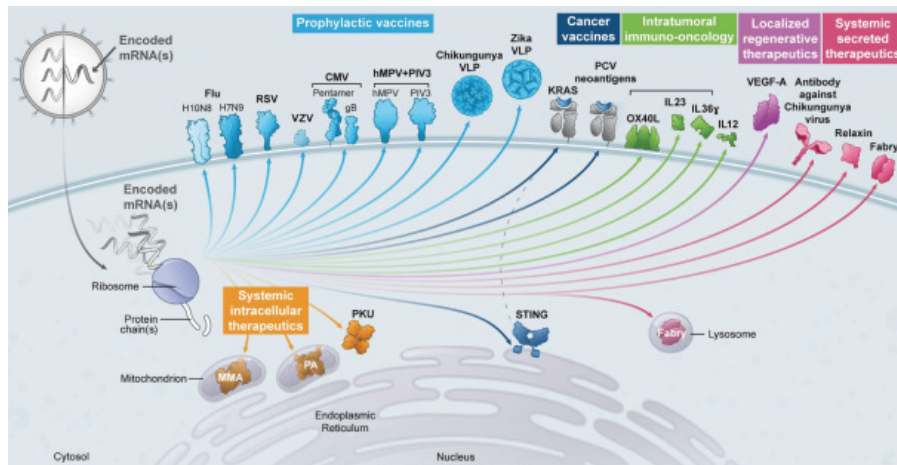 Encoded
mRNA(s)
Prophylactic vaccines
Cancer
vaccines
Intratumoral
immuno-oncology
Localized
regenerative
therapeutics
Systemic
secreted
therapeutics
Flu
H10N8 H7N9
RSV
VZV
CMV
Pentamer gB
hMPV+PIV3
hMPV PIV3
Chikungunya
VLP
Zika
VLP
KRAS
PCV
neoantigens
OX40L
IL23
IL36γ
IL12
VEGF-A
Antibody
against
Chikungunya
virus
Relaxin
Fabry
Encoded
mRNA(s)
Ribosome
Protein
chain(s)
Systemic
intracellular
therapeutics
PKU
STING
Fabry
Lysosome
Mitochondrion
MMA
PA
Endoplasmic
Reticulum
Cytosol
Nucleus